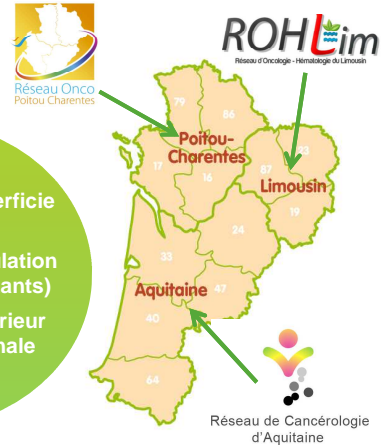 Réseau Onco
Poitou Charentes
ROHLim
Réseau d'Oncologie - Hématologie du Limousin
79
86
Poitou-
Charentes
17
16
23
87
Limousin
19
24
33
Aquitaine
47
40
64
Réseau de Cancérologie
d'Aquitaine
erficie
lation
ants)
rieur
nale